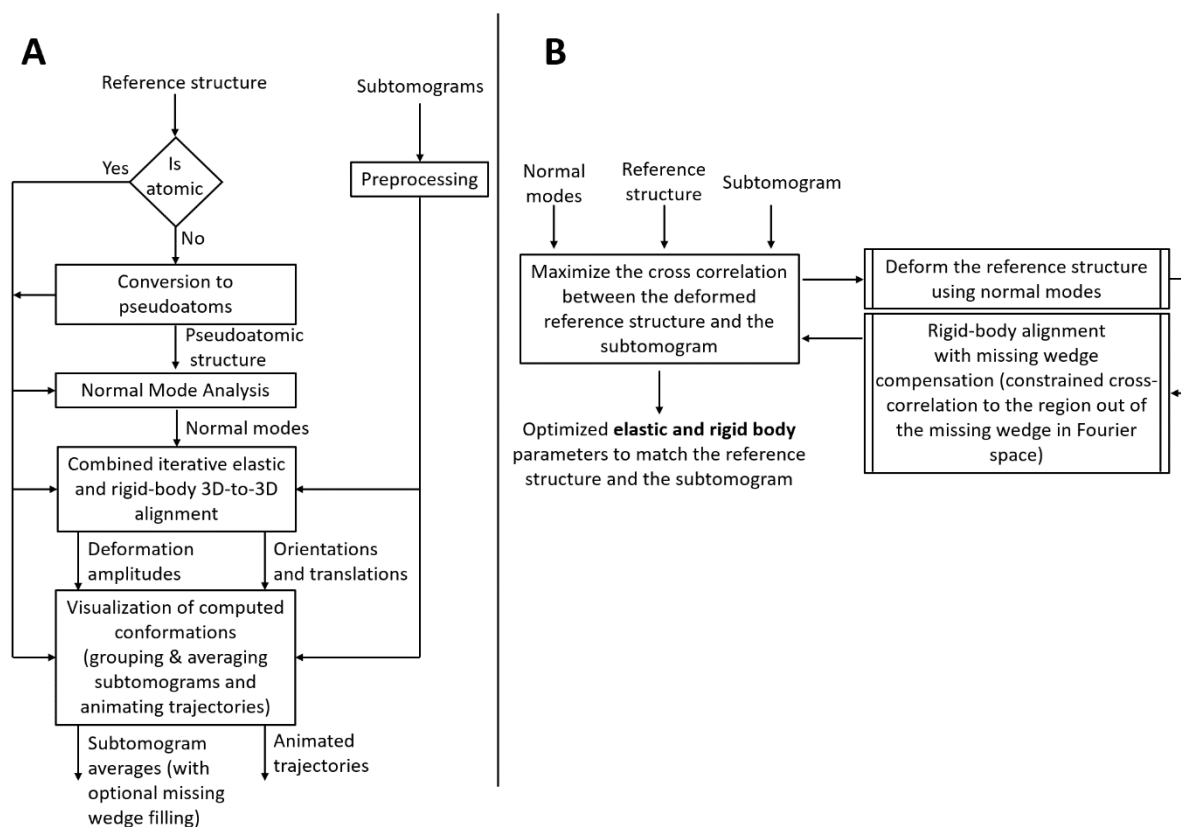 A
Reference structure
Subtomograms
Yes
Is
atomic
Preprocessing
No
Conversion to
pseudoatoms
Pseudoatomic
structure
Normal Mode Analysis
Normal modes
Combined iterative elastic
and rigid-body 3D-to-3D
alignment
Deformation
amplitudes
Orientations
and translations
Visualization of computed
conformations
(grouping & averaging
subtomograms and
animating trajectories)
Subtomogram
averages (with
optional missing
wedge filling)
Animated
trajectories
B
Normal
modes
Reference
structure
Subtomogram
Maximize the cross correlation
between the deformed
reference structure and the
subtomogram
Deform the reference structure
using normal modes
Rigid-body alignment
with missing wedge
compensation (constrained cross-
correlation to the region out of
the missing wedge in Fourier
space)
Optimized elastic and rigid body
parameters to match the reference
structure and the subtomogram